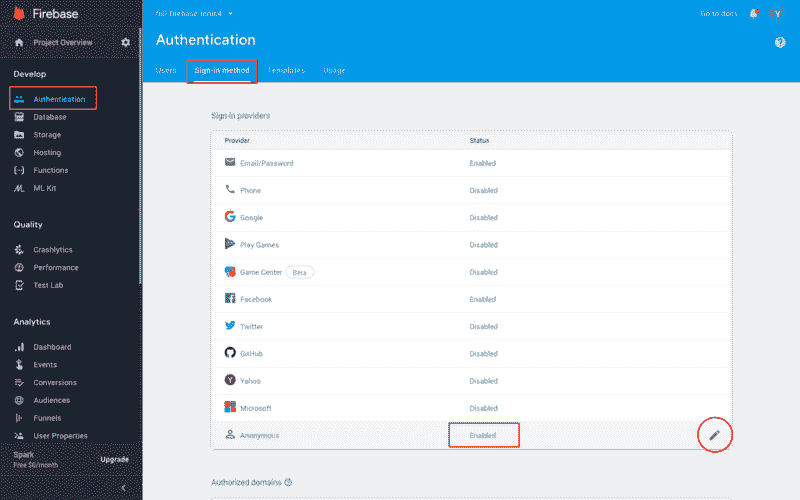 Firebase
Project Overview
Develop
Authentication
Database
Storage
Hosting
Functions
ML Kit
Quality
Crashlytics
Performance
Test Lab
Analytics
Dashboard
Events
Conversions
Audiences
Funnels
User Properties
Spark
Free $0/month
Upgrade
Go to docs
Authentication
Users
Sign-in method
Templates
Usage
Sign-in providers
Provider Status
Email/Password Enabled
Phone Disabled
Google Disabled
Play Games Disabled
Game Center Beta Disabled
Facebook Enabled
Twitter Disabled
GitHub Disabled
Yahoo Disabled
Microsoft Disabled
Anonymous Enabled
Authorized domains